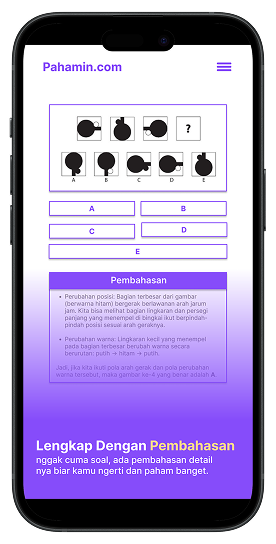 Pahamin.com
?
A B C D E
A B
C D
E
Pembahasan
• Perubahan posisi: Bagian terbesar dari gambar
(berwarna hitam) bergerak berlawanan arah jarum
jam. Kita bisa melihat bagian lingkaran dan persegi
panjang yang menempel di bingkai ikut berpindah-
pindah posisi sesuai arah geraknya.
• Perubahan warna: Lingkaran kecil yang menempel
pada bagian terbesar berubah warna secara
berurutan: putih → hitam → putih.
Jadi, jika kita ikuti pola arah gerak dan pola perubahan
warna tersebut, maka gambar ke-4 yang benar adalah A
Lengkap Dengan Pembahasan
nggak cuma soal, ada pembahasan detail
nya biar kamu ngerti dan paham banget.